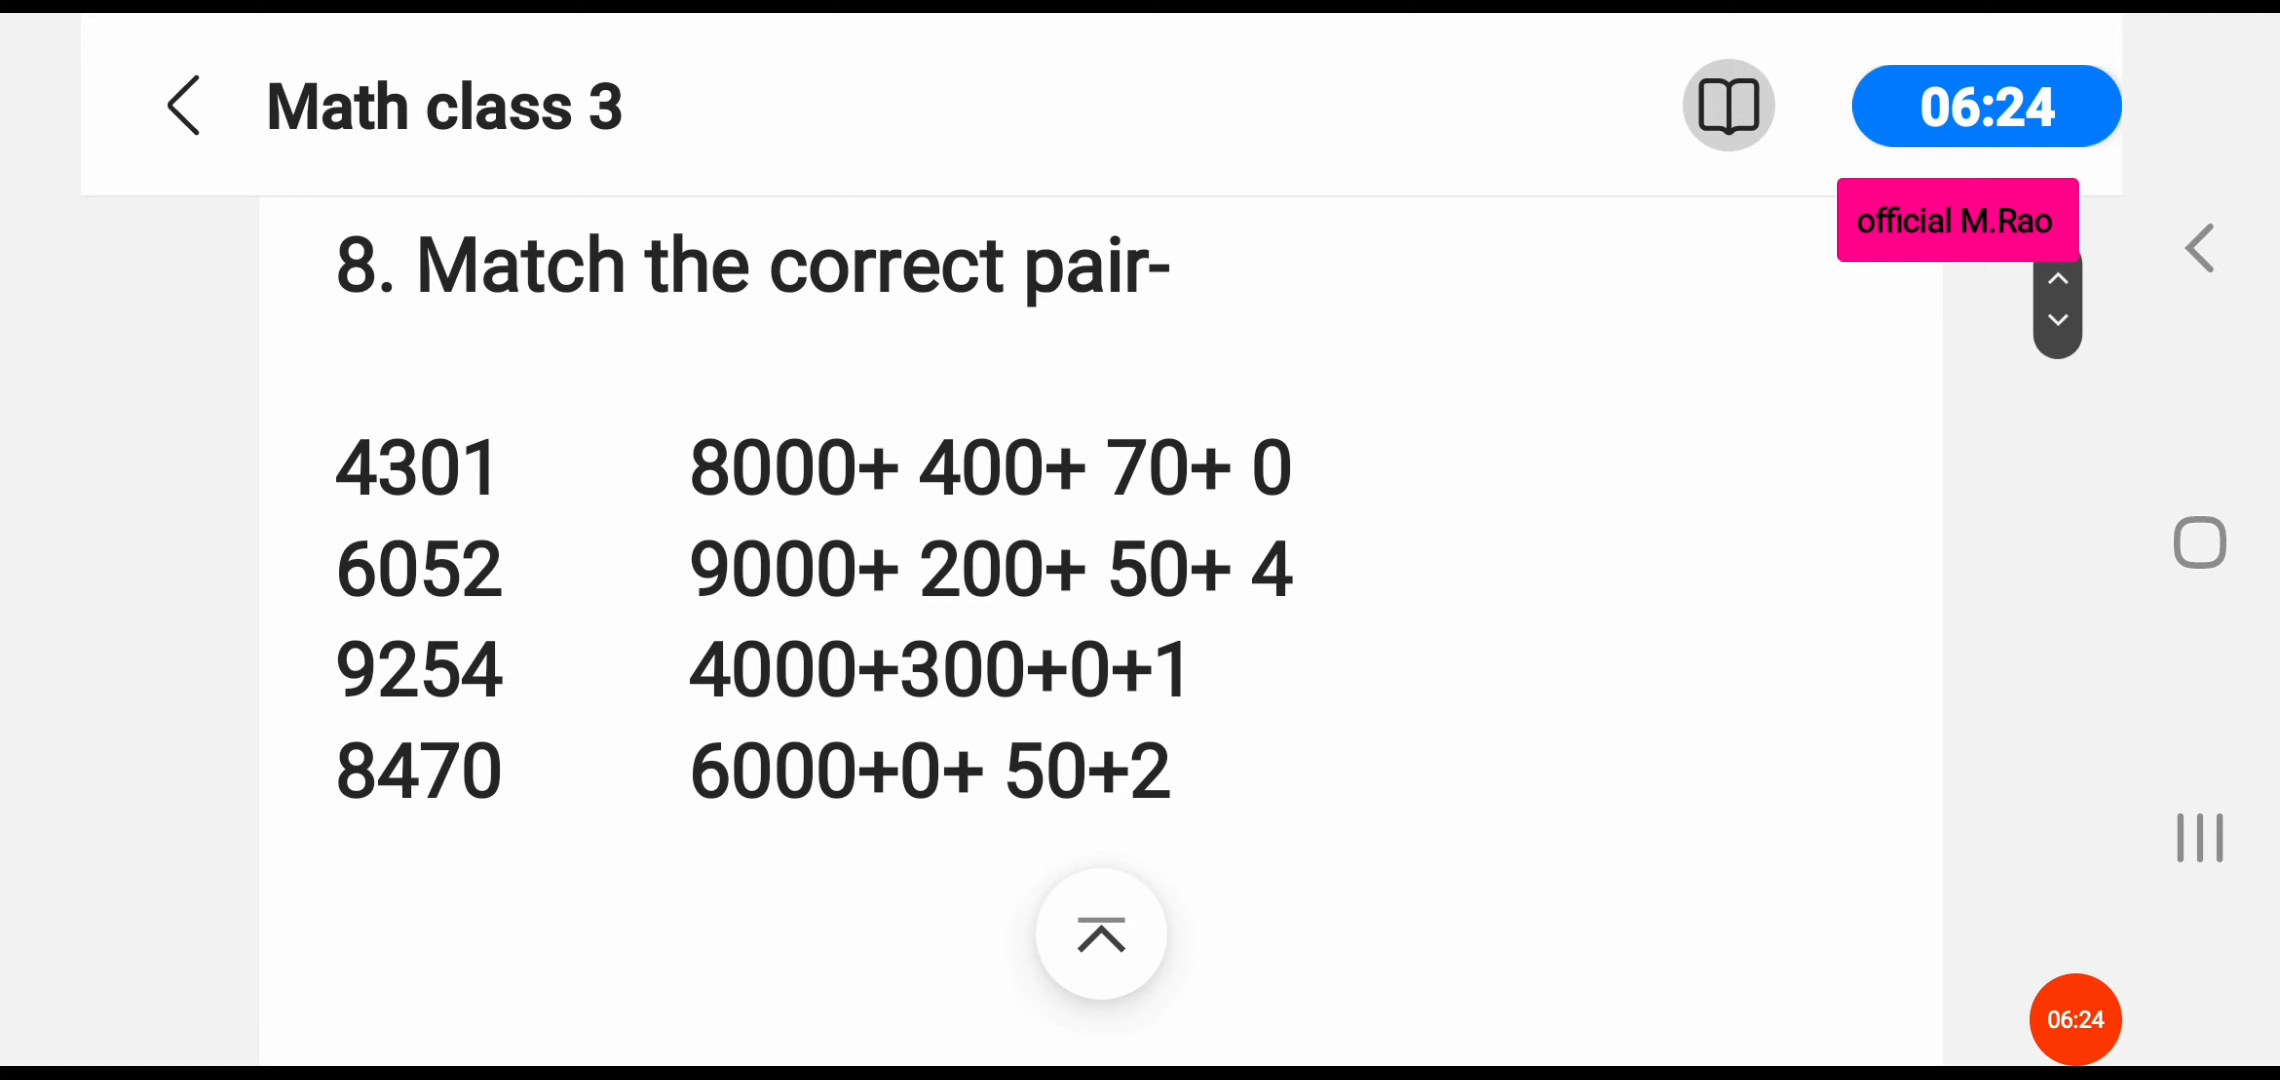 Math class 3
06:24
official M.Rao
8. Match the correct pair-
4301 8000+ 400+ 70+ 0
6052 9000+ 200+ 50+ 4
9254 4000+300+0+1
8470 6000+0+ 50+2
06:24